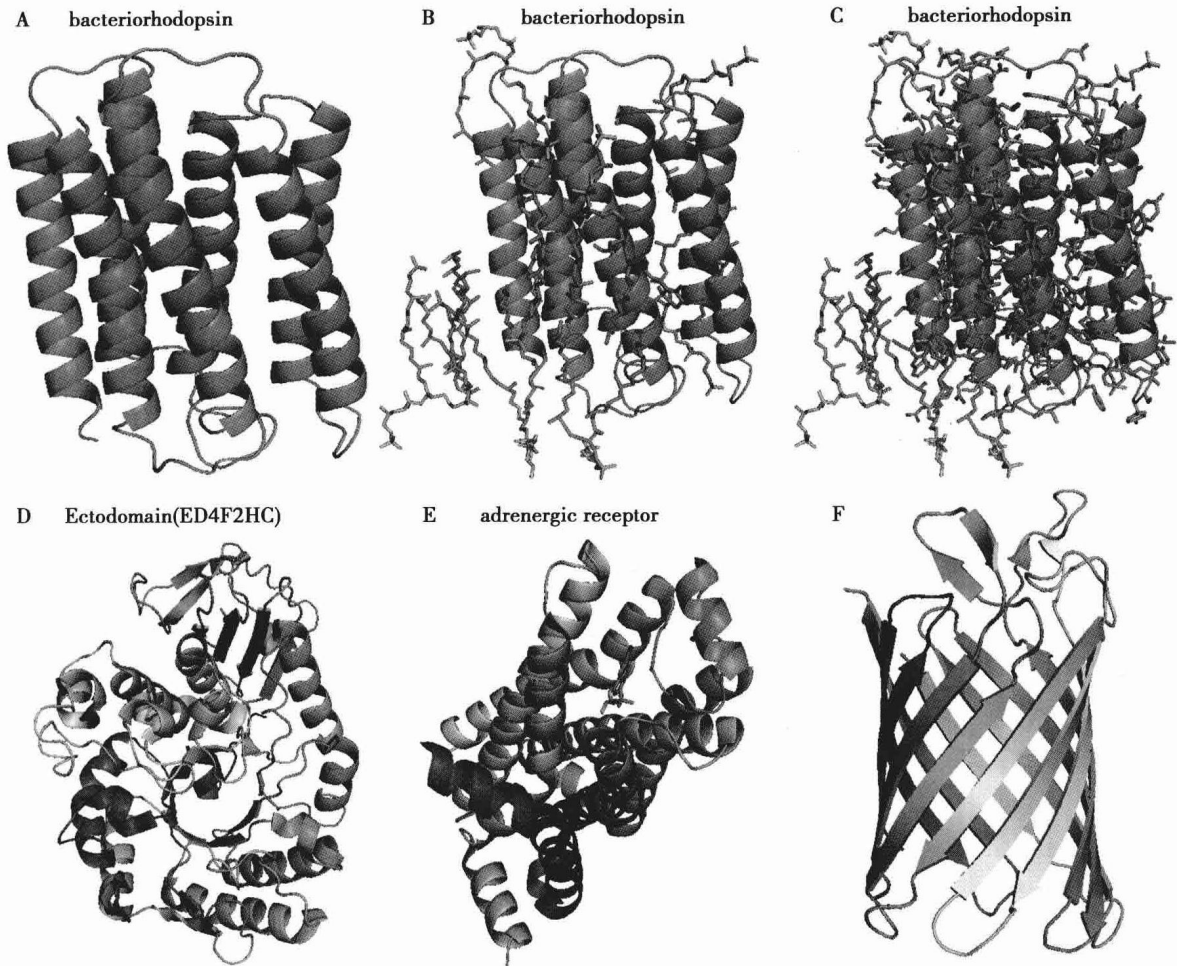 A bacteriorhodopsin
B bacteriorhodopsin
C bacteriorhodopsin
D Ectodomain(ED4F2HC)
E adrenergic receptor
F